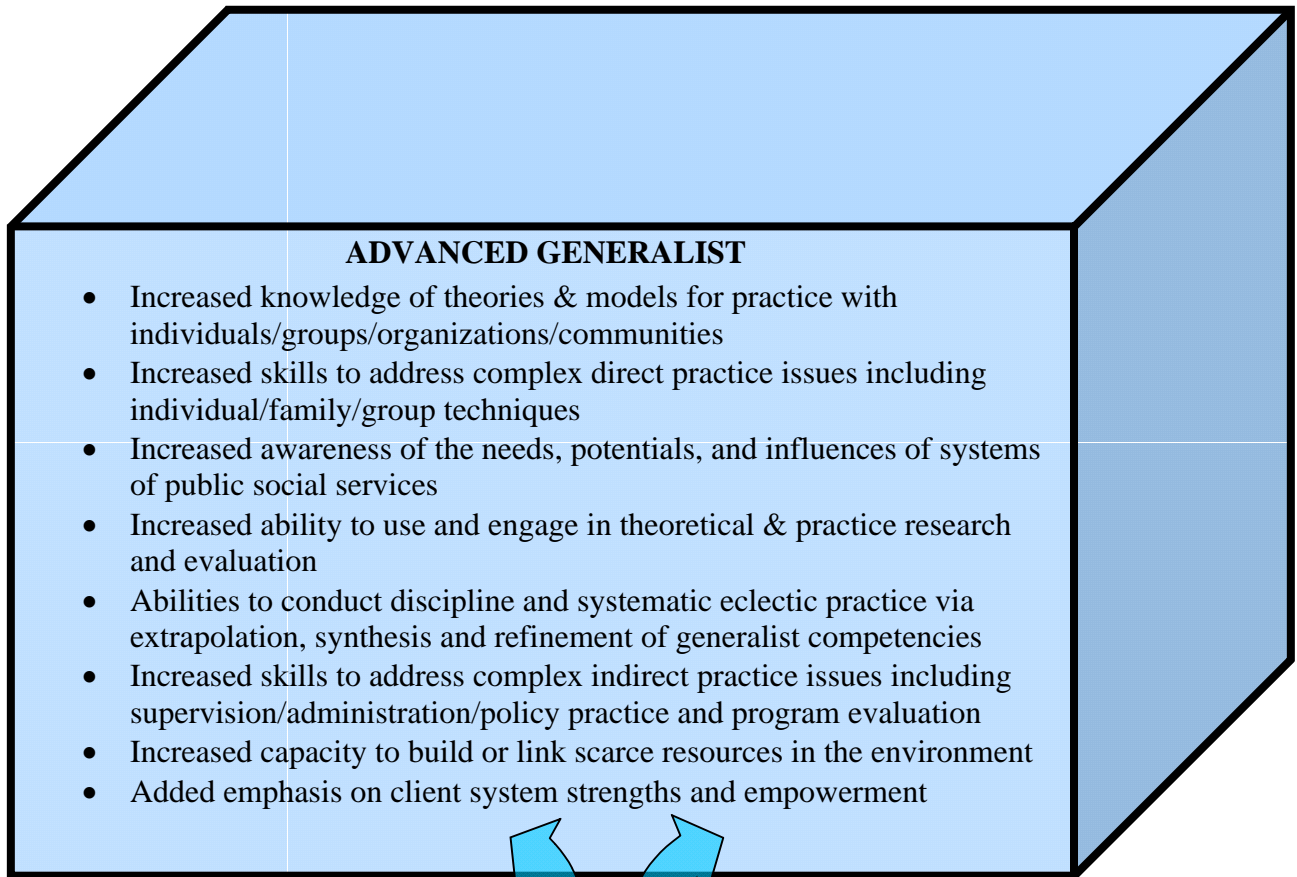 ADVANCED GENERALIST
• Increased knowledge of theories & models for practice with
individuals/groups/organizations/communities
• Increased skills to address complex direct practice issues including
individual/family/group techniques
• Increased awareness of the needs, potentials, and influences of systems
of public social services
• Increased ability to use and engage in theoretical & practice research
and evaluation
• Abilities to conduct discipline and systematic eclectic practice via
extrapolation, synthesis and refinement of generalist competencies
• Increased skills to address complex indirect practice issues including
supervision/administration/policy practice and program evaluation
• Increased capacity to build or link scarce resources in the environment
• Added emphasis on client system strengths and empowerment